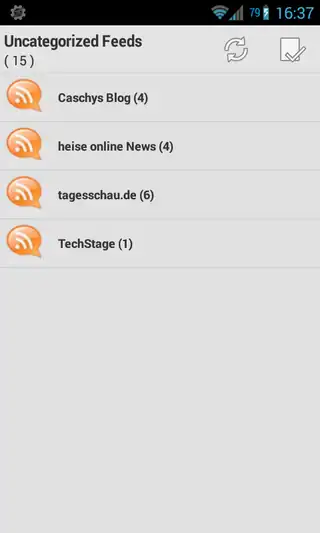 79 16:37
Uncategorized Feeds
( 15 )
Caschys Blog (4)
heise online News (4)
tagesschau.de (6)
TechStage (1)